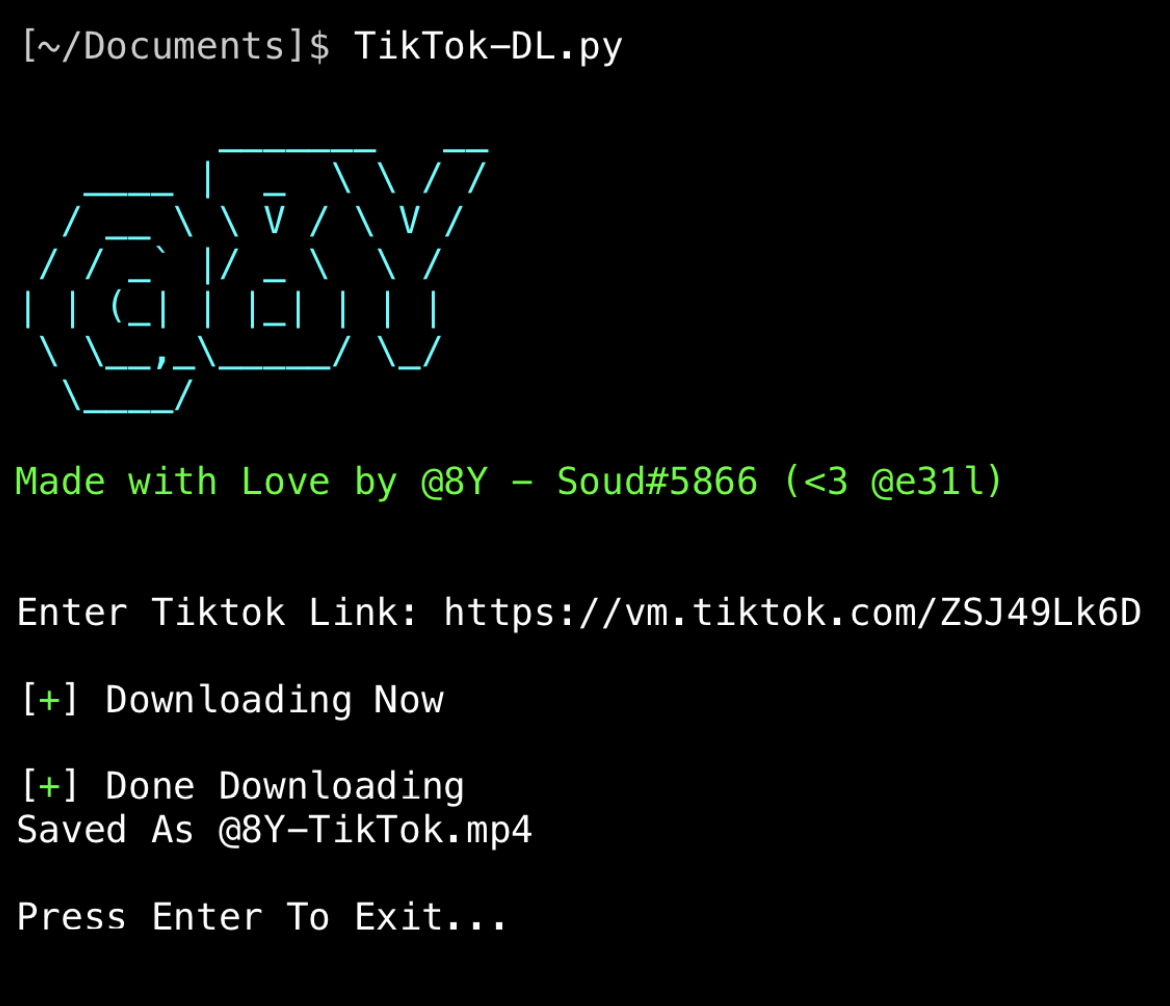 [~/Documents]$ TikTok-DL.py
@8Y
Made with Love by @8Y - Soud#5866 (<3 @e31l)
Enter Tiktok Link: https://vm.tiktok.com/ZSJ49Lk6D
[+] Downloading Now
[+] Done Downloading
Saved As @8Y-TikTok.mp4
Press Enter To Exit...